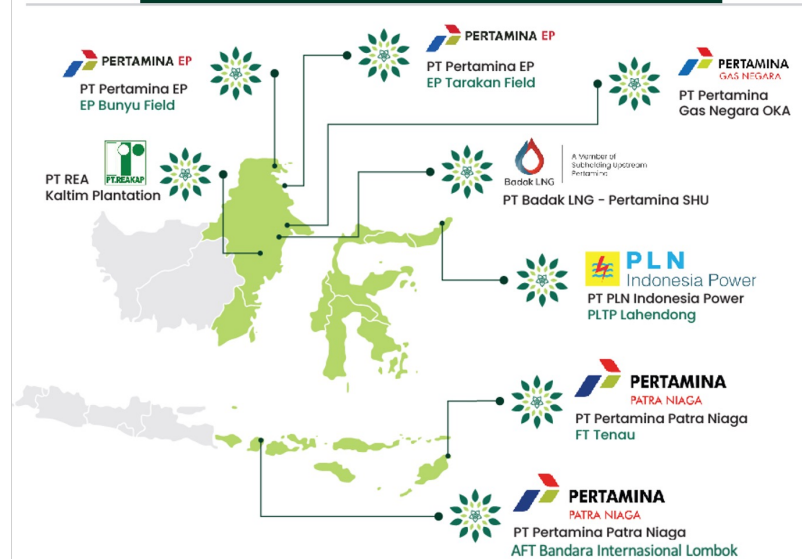 PERTAMINA EP
PT Pertamina EP
EP Bunyu Field
PERTAMINA EP
PT Pertamina EP
EP Tarakan Field
PERTAMINA
GAS NEGARA
PT Pertamina
Gas Negara OKA
PT.REAKAP
PT REA
Kaltim Plantation
Badak LNG
A Member of
Subholding Upstream
Pertamina
PT Badak LNG - Pertamina SHU
PLN
Indonesia Power
PT PLN Indonesia Power
PLTP Lahendong
PERTAMINA
PATRA NIAGA
PT Pertamina Patra Niaga
FT Tenau
PERTAMINA
PATRA NIAGA
PT Pertamina Patra Niaga
AFT Bandara Internasional Lombok